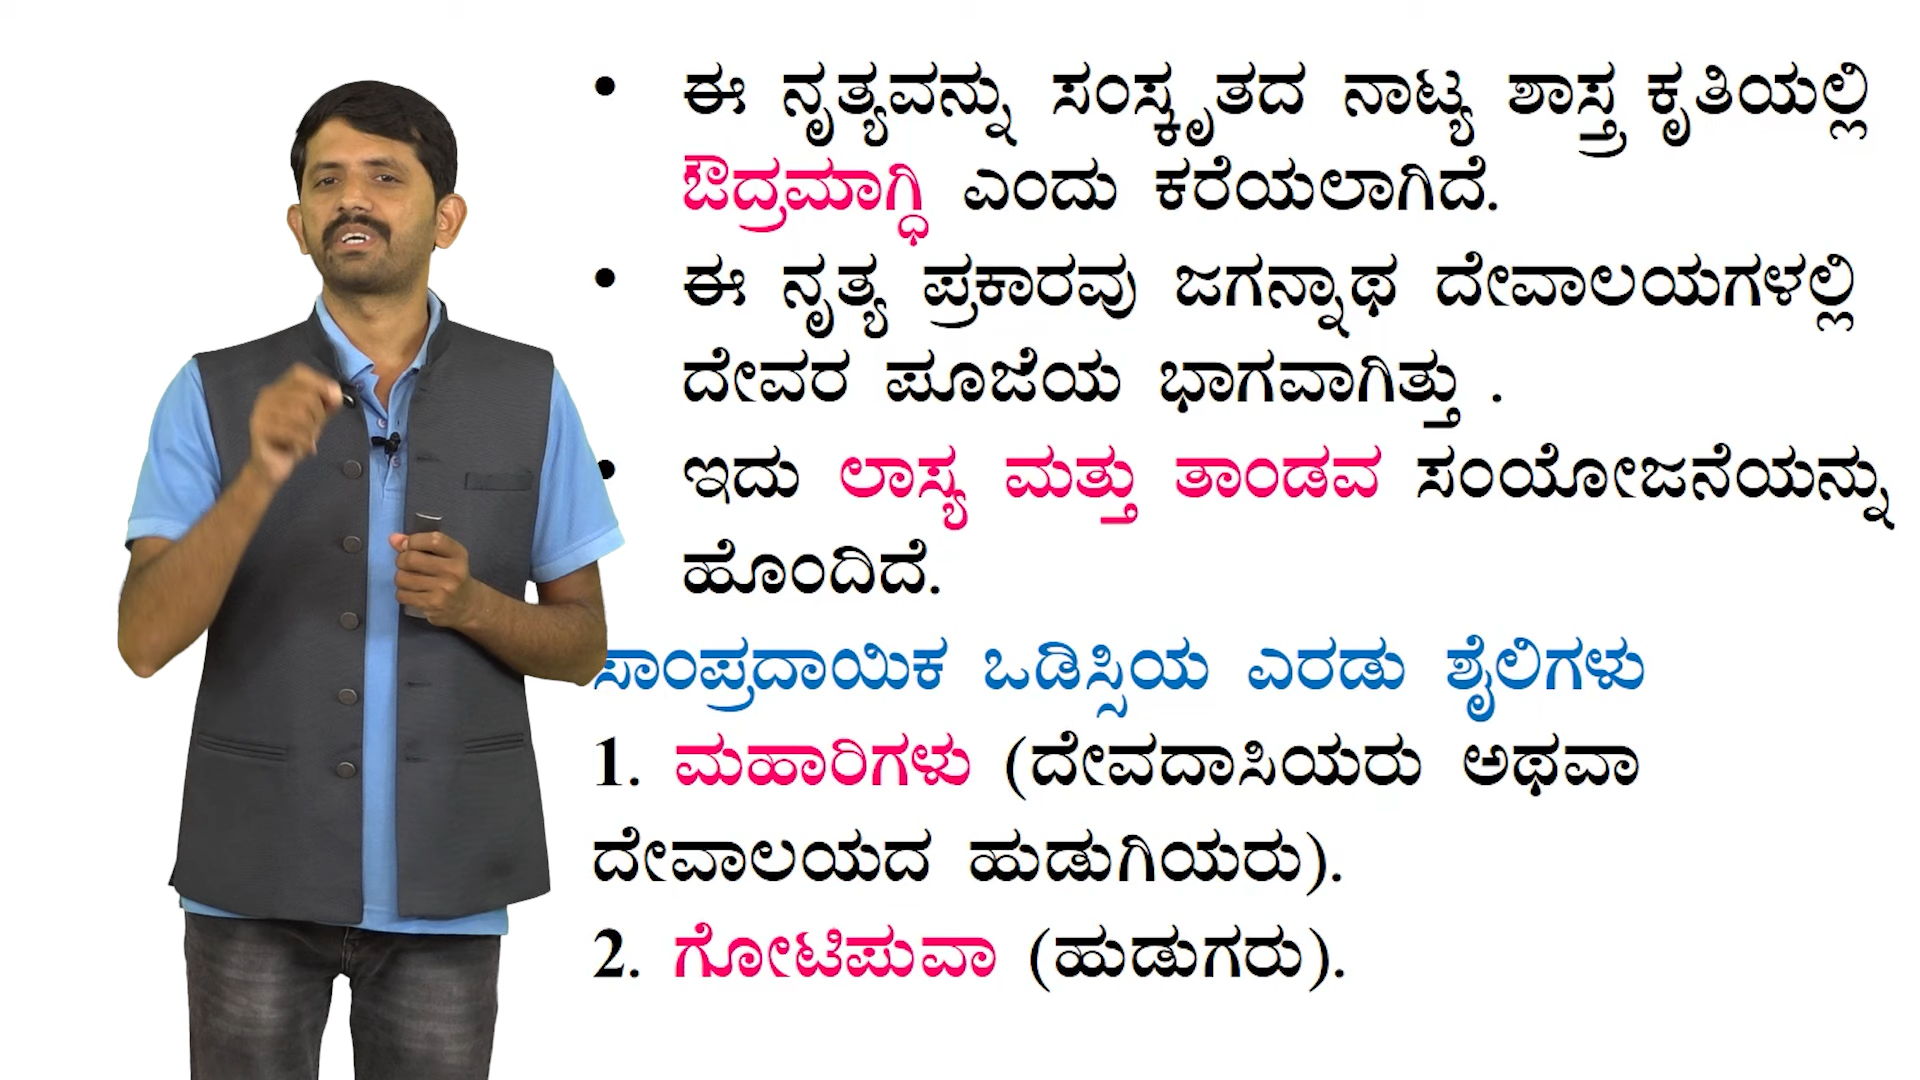 • ಈ ನೃತ್ಯವನ್ನು ಸಂಸ್ಕೃತದ ನಾಟ್ಯ ಶಾಸ್ತ್ರ ಕೃತಿಯಲ್ಲಿ
ಔದ್ರಮಾಗ್ಧಿ ಎಂದು ಕರೆಯಲಾಗಿದೆ.
• ಈ ನೃತ್ಯ ಪ್ರಕಾರವು ಜಗನ್ನಾಥ ದೇವಾಲಯಗಳಲ್ಲಿ
ದೇವರ ಪೂಜೆಯ ಭಾಗವಾಗಿತ್ತು .
• ಇದು ಲಾಸ್ಯ ಮತ್ತು ತಾಂಡವ ಸಂಯೋಜನೆಯನ್ನು
ಹೊಂದಿದೆ.
ಸಾಂಪ್ರದಾಯಿಕ ಒಡಿಸ್ಸಿಯ ಎರಡು ಶೈಲಿಗಳು
1. ಮಹಾರಿಗಳು (ದೇವದಾಸಿಯರು ಅಥವಾ
ದೇವಾಲಯದ ಹುಡುಗಿಯರು).
2. ಗೋಟಿಪುವಾ (ಹುಡುಗರು).